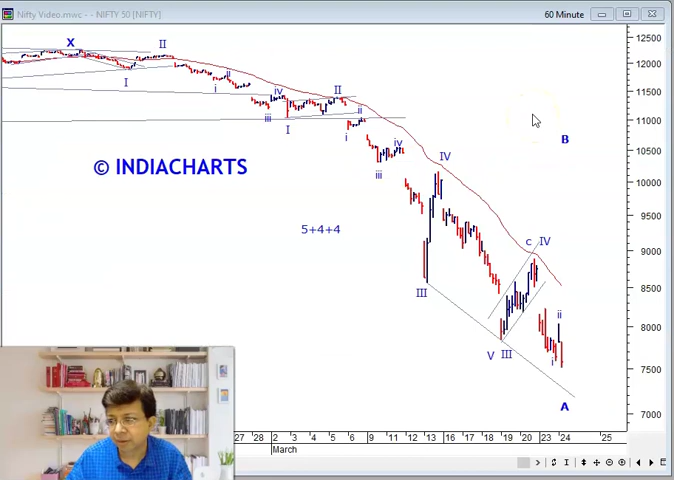 Nifty Video.mwc - - NIFTY 50 [NIFTY]
60 Minute
12500
12000
11500
11000
10500
10000
9500
9000
8500
8000
7500
7000
X
II
I
ii
i
iv
iii
II
I
ii
i
iv
iii
IV
III
c IV
V III
ii
i
B
A
© INDIACHARTS
5+4+4
27 28 2 3 4 5 6 9 11 12 13 16 17 18 19 20 23 24 25
March